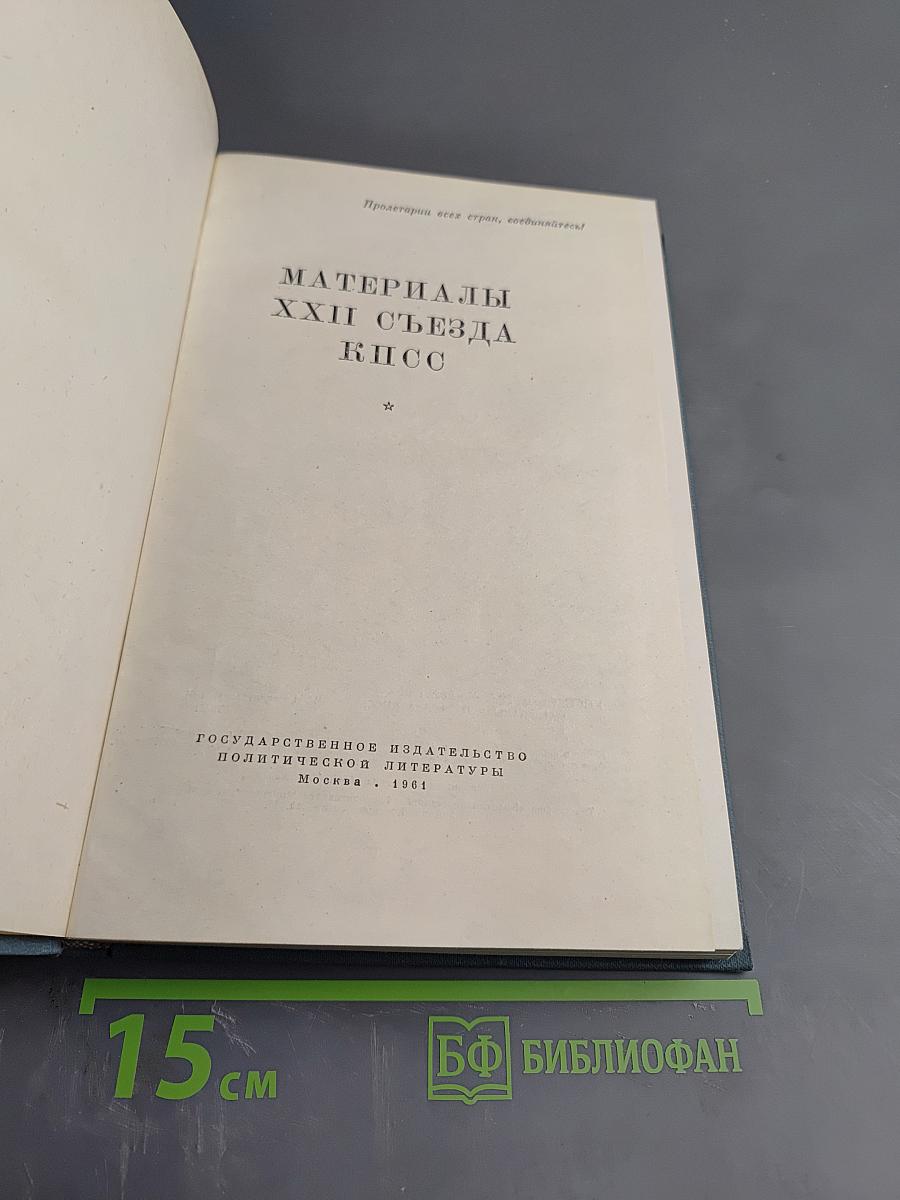 Пролетарии всех стран, соединяйтесь!
МАТЕРИАЛЫ
XXII СЪЕЗДА
КПСС
ГОСУДАРСТВЕННОЕ ИЗДАТЕЛЬСТВО
ПОЛИТИЧЕСКОЙ ЛИТЕРАТУРЫ
Москва . 1961
15 см
БФ БИБЛИОФАН